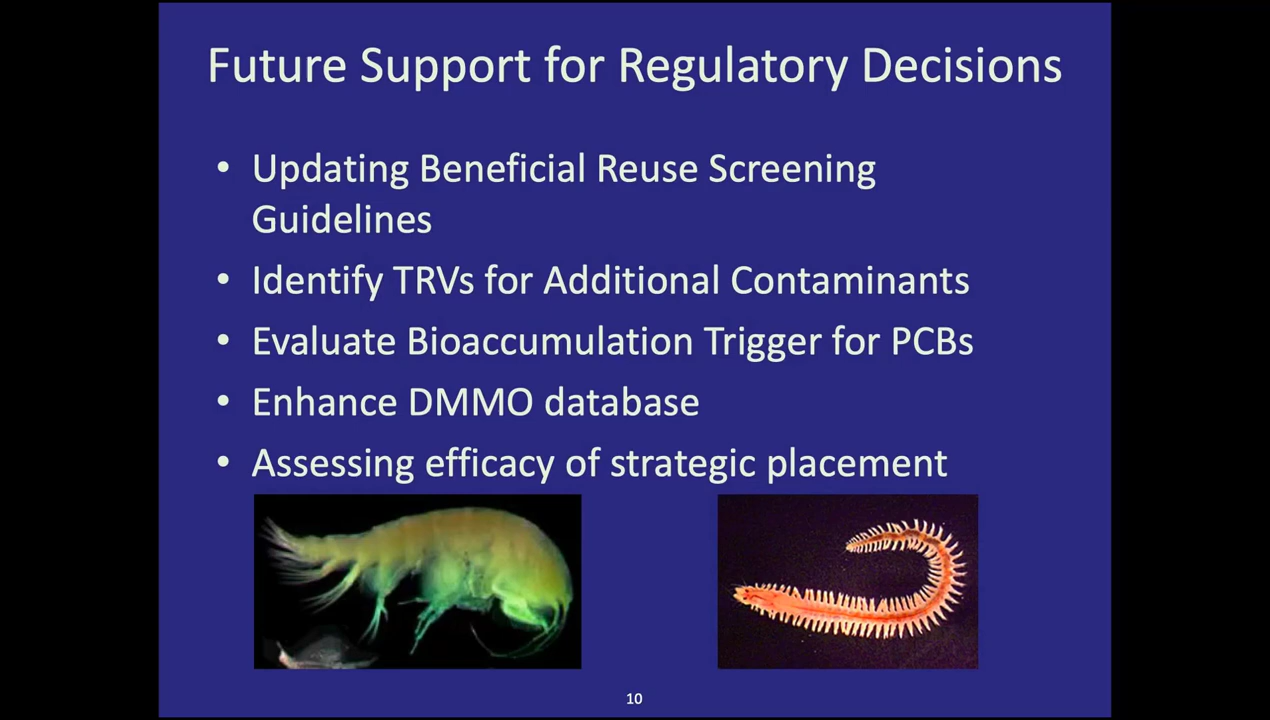 Future Support for Regulatory Decisions
• Updating Beneficial Reuse Screening
Guidelines
• Identify TRVs for Additional Contaminants
• Evaluate Bioaccumulation Trigger for PCBs
• Enhance DMMO database
• Assessing efficacy of strategic placement
10